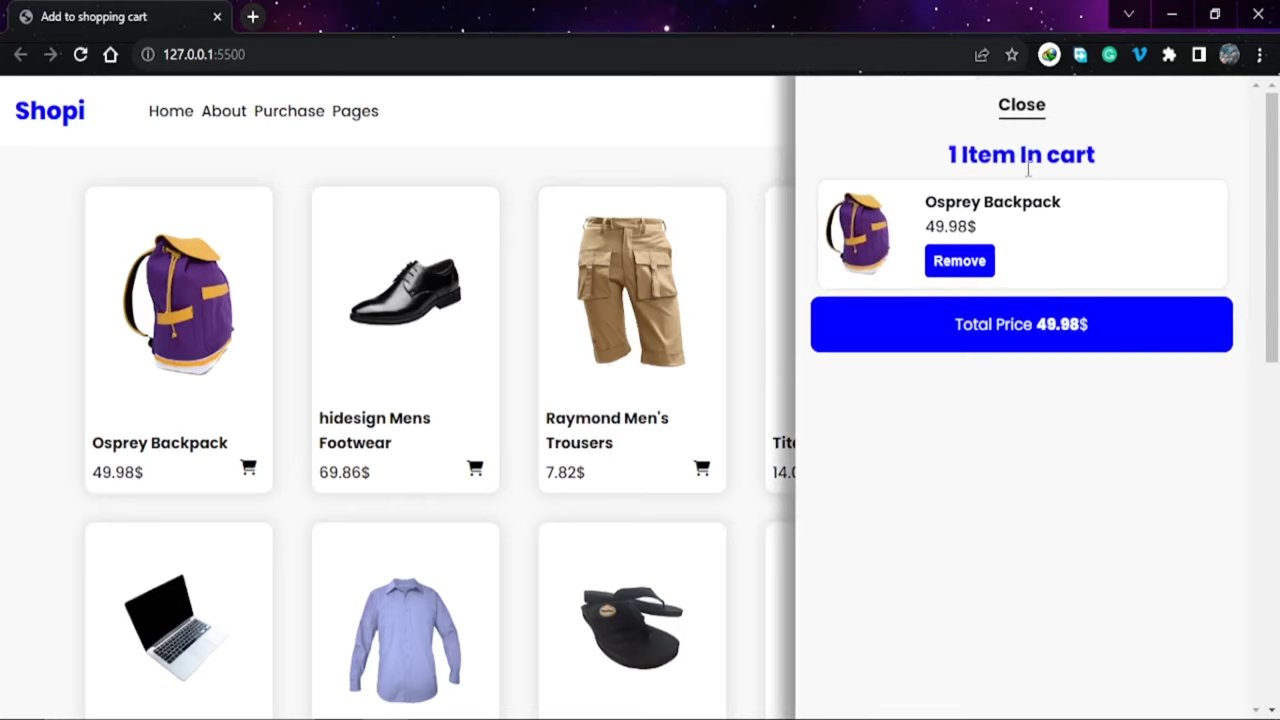 Add to shopping cart
127.0.0.1:5500
Shopi
Home About Purchase Pages
Close
1 Item In cart
Osprey Backpack
49.98$
Remove
Total Price 49.98$
Osprey Backpack
49.98$
hidesign Mens
Footwear
69.86$
Raymond Men's
Trousers
7.82$